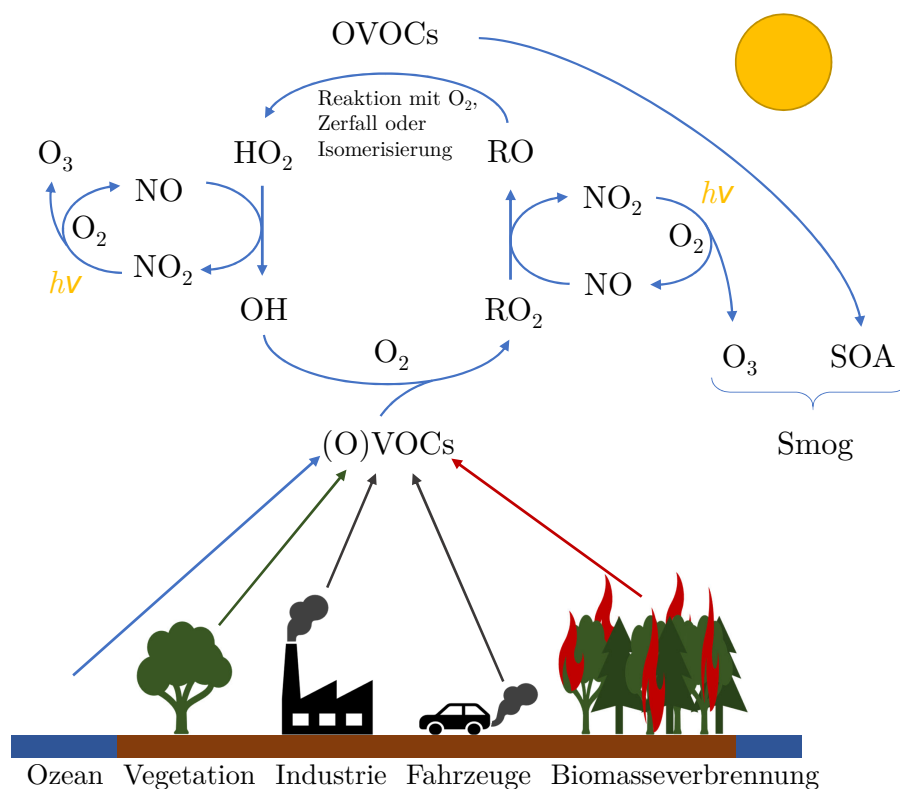 OVOCs
Reaktion mit O₂,
Zerfall oder
Isomerisierung
O₃
HO₂
RO
NO
NO₂
hν
O₂
O₂
NO₂
hν
NO
OH
RO₂
O₂
O₃
SOA
(O)VOCs
Smog
Ozean Vegetation Industrie Fahrzeuge Biomasseverbrennung